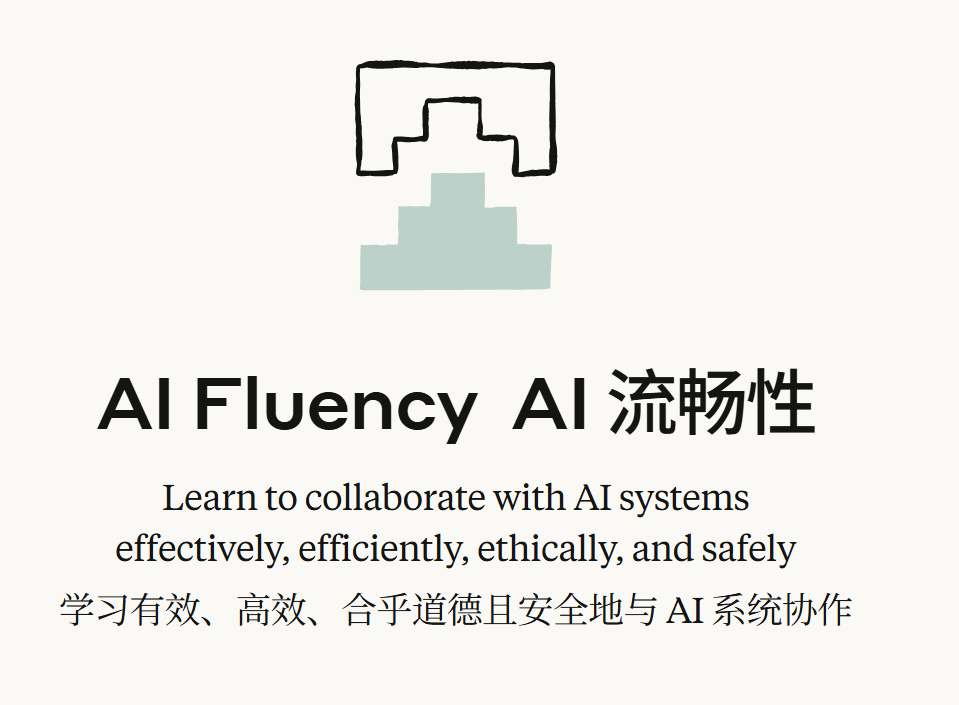 AI Fluency AI 流畅性
Learn to collaborate with AI systems
effectively, efficiently, ethically, and safely
学习有效、高效、合乎道德且安全地与 AI 系统协作